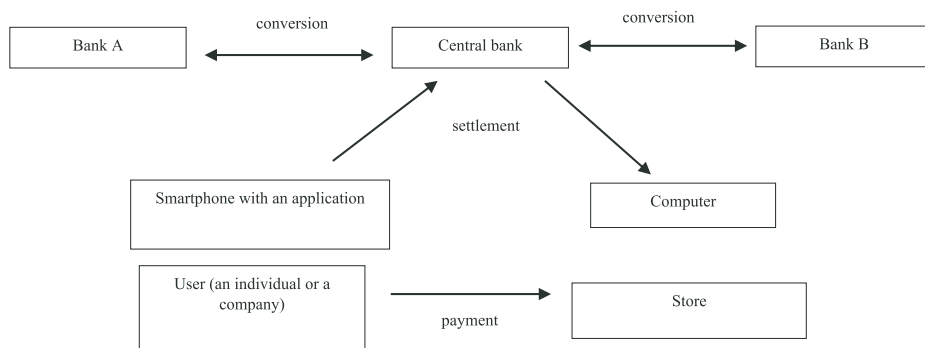 conversion
conversion
Bank A
Central bank
Bank B
settlement
Smartphone with an application
Computer
User (an individual or a
company)
Store
payment